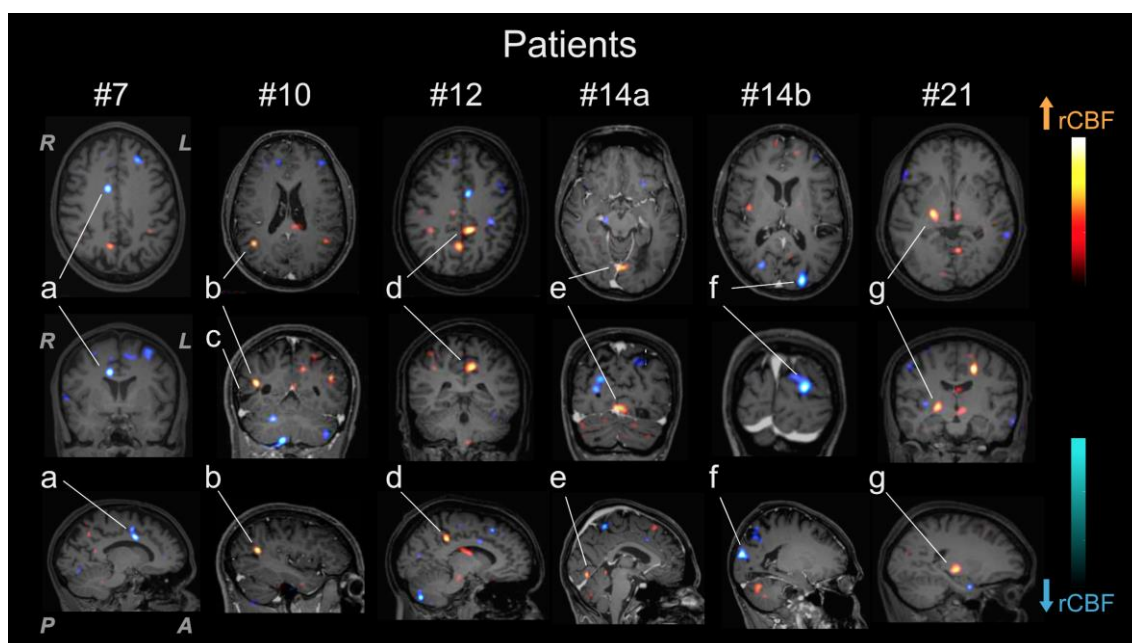 Patients
#7 #10 #12 #14a #14b #21
rCBF
R L
a b d e f g
R L
c
a b d e f g
rCBF
P A